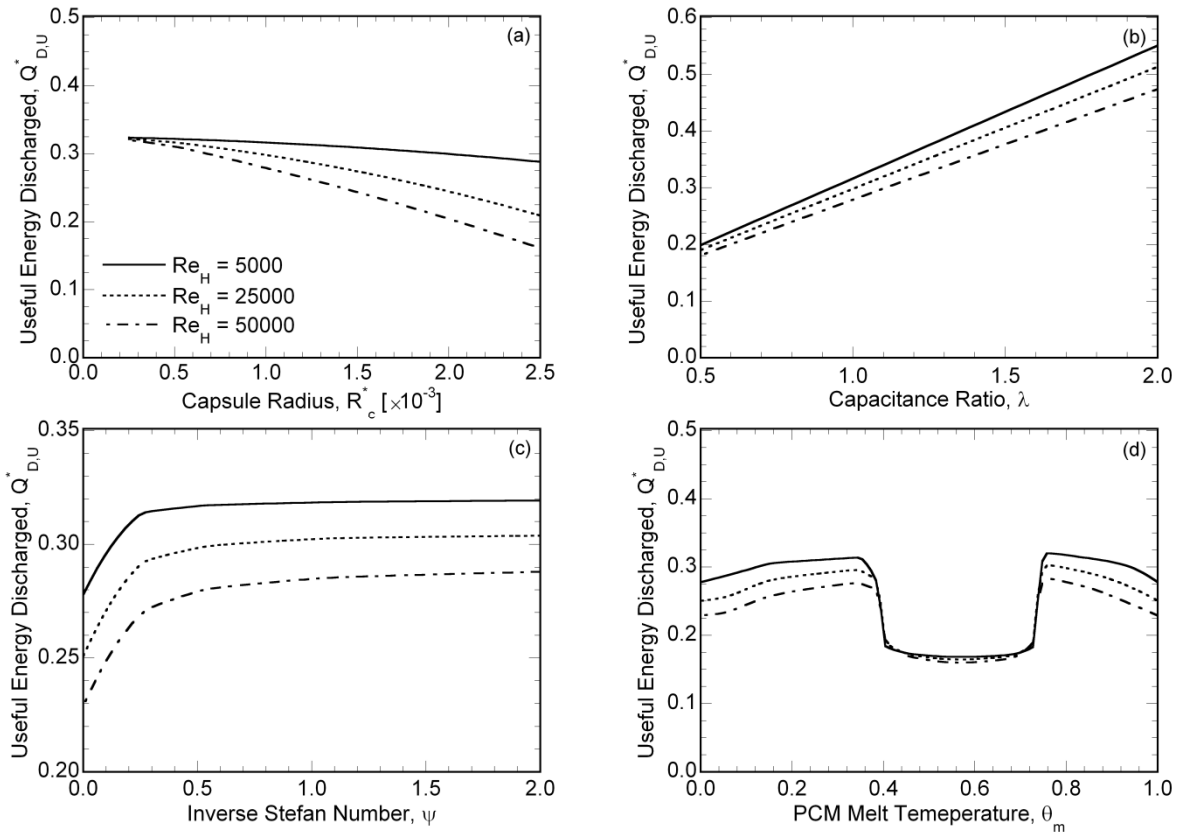 0.5
0.4
0.3
0.2
0.1
0.0
Useful Energy Discharged, Q*D,U
(a)
ReH = 5000
ReH = 25000
ReH = 50000
0 0.5 1.0 1.5 2.0 2.5
Capsule Radius, R*c [×10-3]
0.6
0.5
0.4
0.3
0.2
0.1
0.0
Useful Energy Discharged, Q*D,U
(b)
0.5 1.0 1.5 2.0
Capacitance Ratio, λ
0.35
0.30
0.25
0.20
Useful Energy Discharged, Q*D,U
(c)
0.0 0.5 1.0 1.5 2.0
Inverse Stefan Number, ψ
0.5
0.4
0.3
0.2
0.1
0.0
Useful Energy Discharged, Q*D,U
(d)
0.0 0.2 0.4 0.6 0.8 1.0
PCM Melt Temeperature, θm